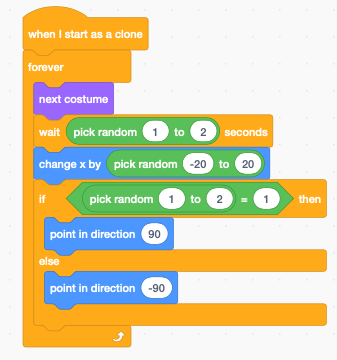 when I start as a clone
forever
next costume
wait pick random 1 to 2 seconds
change x by pick random -20 to 20
if pick random 1 to 2 = 1 then
point in direction 90
else
point in direction -90